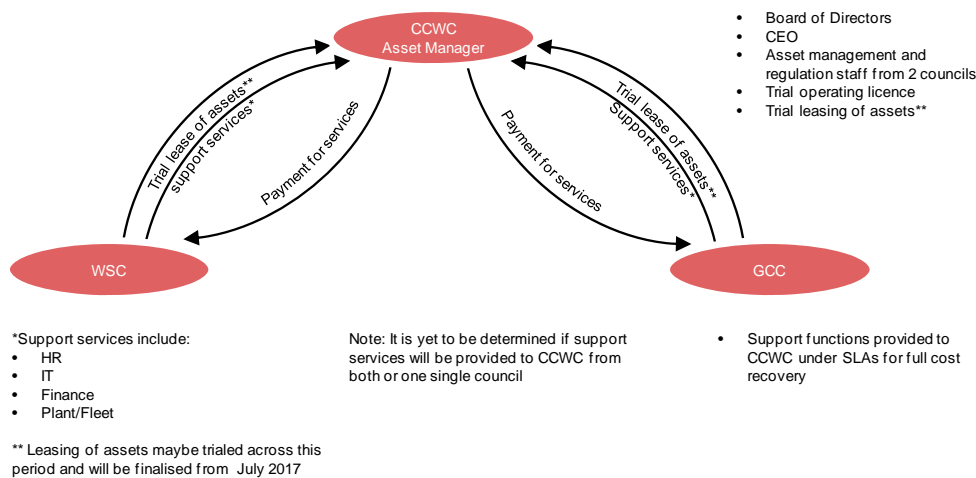 CCWC
Asset Manager
• Board of Directors
• CEO
• Asset management and
regulation staff from 2 councils
• Trial operating licence
• Trial leasing of assets**
Trial lease of assets**
support services*
Payment for services
Payment for services
Support services*
Trial lease of assets**
WSC
GCC
*Support services include:
• HR
• IT
• Finance
• Plant/Fleet
** Leasing of assets maybe trialed across this
period and will be finalised from July 2017
Note: It is yet to be determined if support
services will be provided to CCWC from
both or one single council
• Support functions provided to
CCWC under SLAs for full cost
recovery